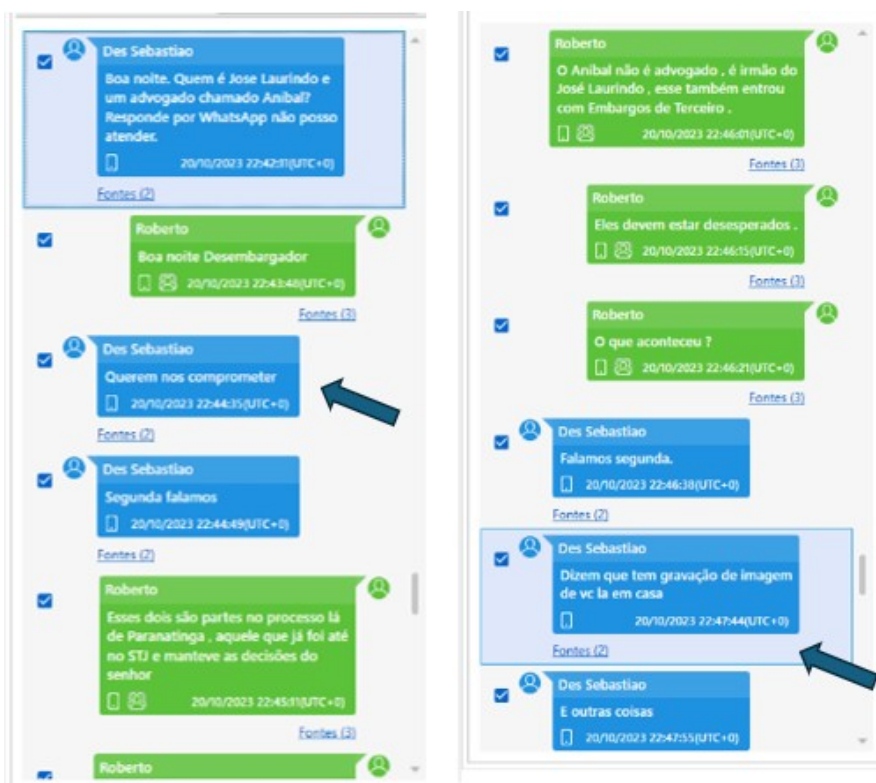 Des Sebastiao
Boa noite. Quem é Jose Laurindo e
um advogado chamado Anibal?
Responde por WhatsApp não posso
atender.
20/10/2023 22:42:11(UTC+0)
Fontes (2)
Roberto
Boa noite Desembargador
20/10/2023 22:43:48(UTC+0)
Fontes (3)
Des Sebastiao
Querem nos comprometer
20/10/2023 22:44:35(UTC+0)
Fontes (2)
Des Sebastiao
Segunda falamos
20/10/2023 22:44:49(UTC+0)
Fontes (2)
Roberto
Esses dois são partes no processo lá
de Paranatinga , aquele que já foi até
no STJ e manteve as decisões do
senhor
20/10/2023 22:45:11(UTC+0)
Fontes (3)
Roberto
Roberto
O Anibal não é advogado , é irmão do
José Laurindo , esse também entrou
com Embargos de Terceiro .
20/10/2023 22:46:01(UTC+0)
Fontes (3)
Roberto
Eles devem estar desesperados .
20/10/2023 22:46:15(UTC+0)
Fontes (3)
Roberto
O que aconteceu ?
20/10/2023 22:46:21(UTC+0)
Fontes (3)
Des Sebastiao
Falamos segunda.
20/10/2023 22:46:38(UTC+0)
Fontes (2)
Des Sebastiao
Dizem que tem gravação de imagem
de vc la em casa
20/10/2023 22:47:44(UTC+0)
Fontes (2)
Des Sebastiao
E outras coisas
20/10/2023 22:47:55(UTC+0)